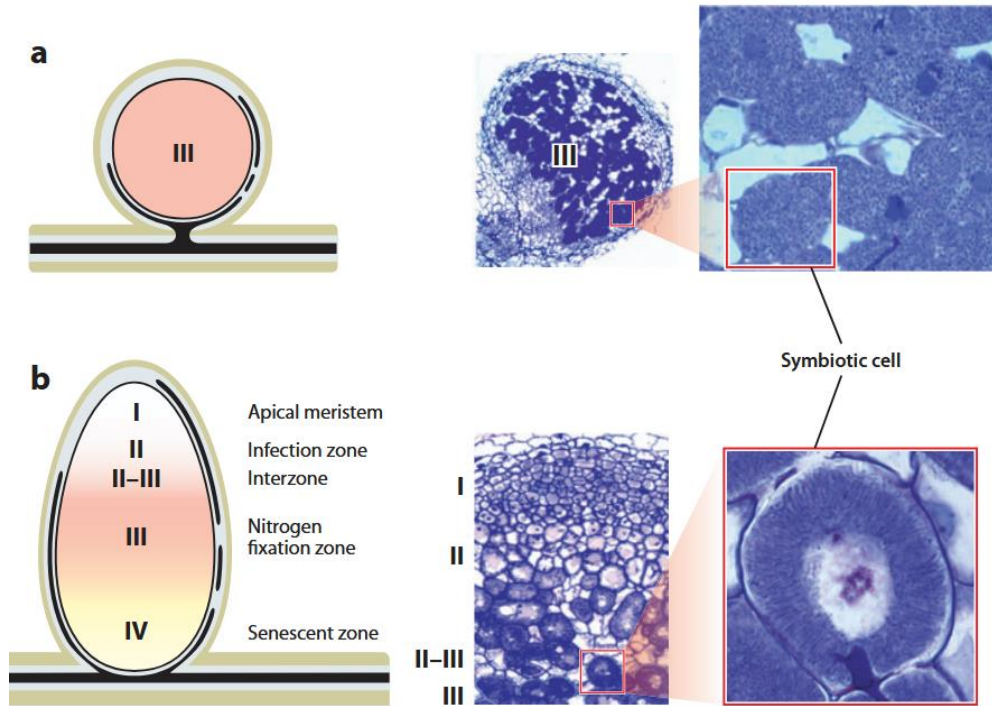 a
III
III
Symbiotic cell
b
I
Apical meristem
II
Infection zone
II–III
Interzone
III
Nitrogen
fixation zone
IV
Senescent zone
I
II
II–III
III